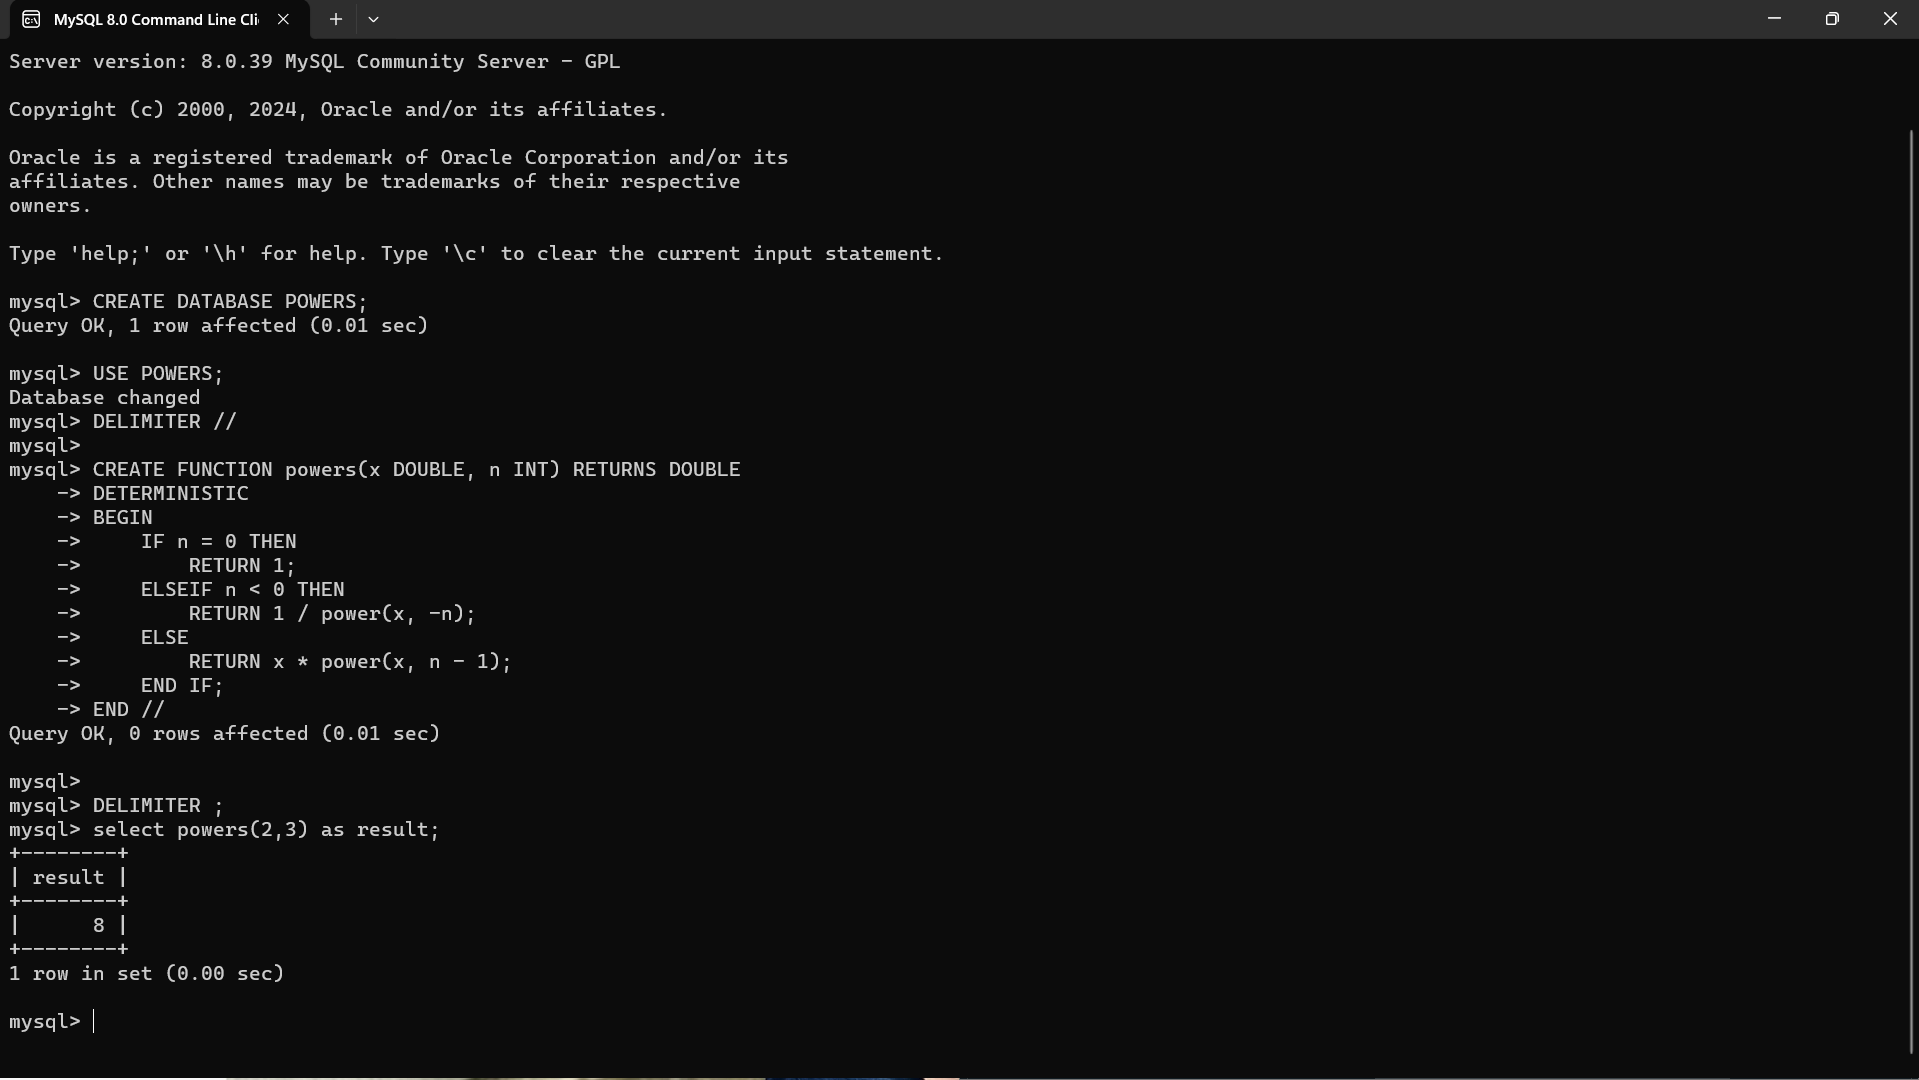 MySQL 8.0 Command Line Cli
Server version: 8.0.39 MySQL Community Server - GPL
Copyright (c) 2000, 2024, Oracle and/or its affiliates.
Oracle is a registered trademark of Oracle Corporation and/or its
affiliates. Other names may be trademarks of their respective
owners.
Type 'help;' or '\h' for help. Type '\c' to clear the current input statement.
mysql> CREATE DATABASE POWERS;
Query OK, 1 row affected (0.01 sec)
mysql> USE POWERS;
Database changed
mysql> DELIMITER //
mysql>
mysql> CREATE FUNCTION powers(x DOUBLE, n INT) RETURNS DOUBLE
    -> DETERMINISTIC
    -> BEGIN
    ->     IF n = 0 THEN
    ->         RETURN 1;
    ->     ELSEIF n < 0 THEN
    ->         RETURN 1 / power(x, -n);
    ->     ELSE
    ->         RETURN x * power(x, n - 1);
    ->     END IF;
    -> END //
Query OK, 0 rows affected (0.01 sec)
mysql>
mysql> DELIMITER ;
mysql> select powers(2,3) as result;
+--------+
| result |
+--------+
|      8 |
+--------+
1 row in set (0.00 sec)
mysql>